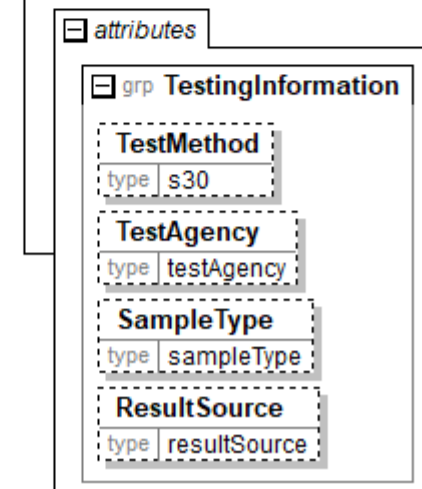 attributes
grp TestingInformation
TestMethod
type s30
TestAgency
type testAgency
SampleType
type sampleType
ResultSource
type resultSource